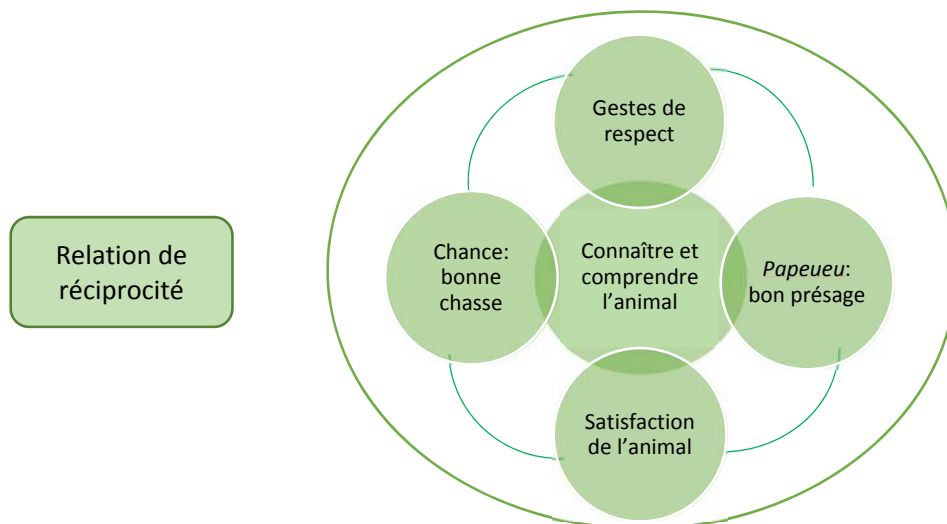 Relation de
réciprocité
Gestes de
respect
Chance:
bonne
chasse
Connaître et
comprendre
l’animal
Papeueu:
bon présage
Satisfaction
de l’animal